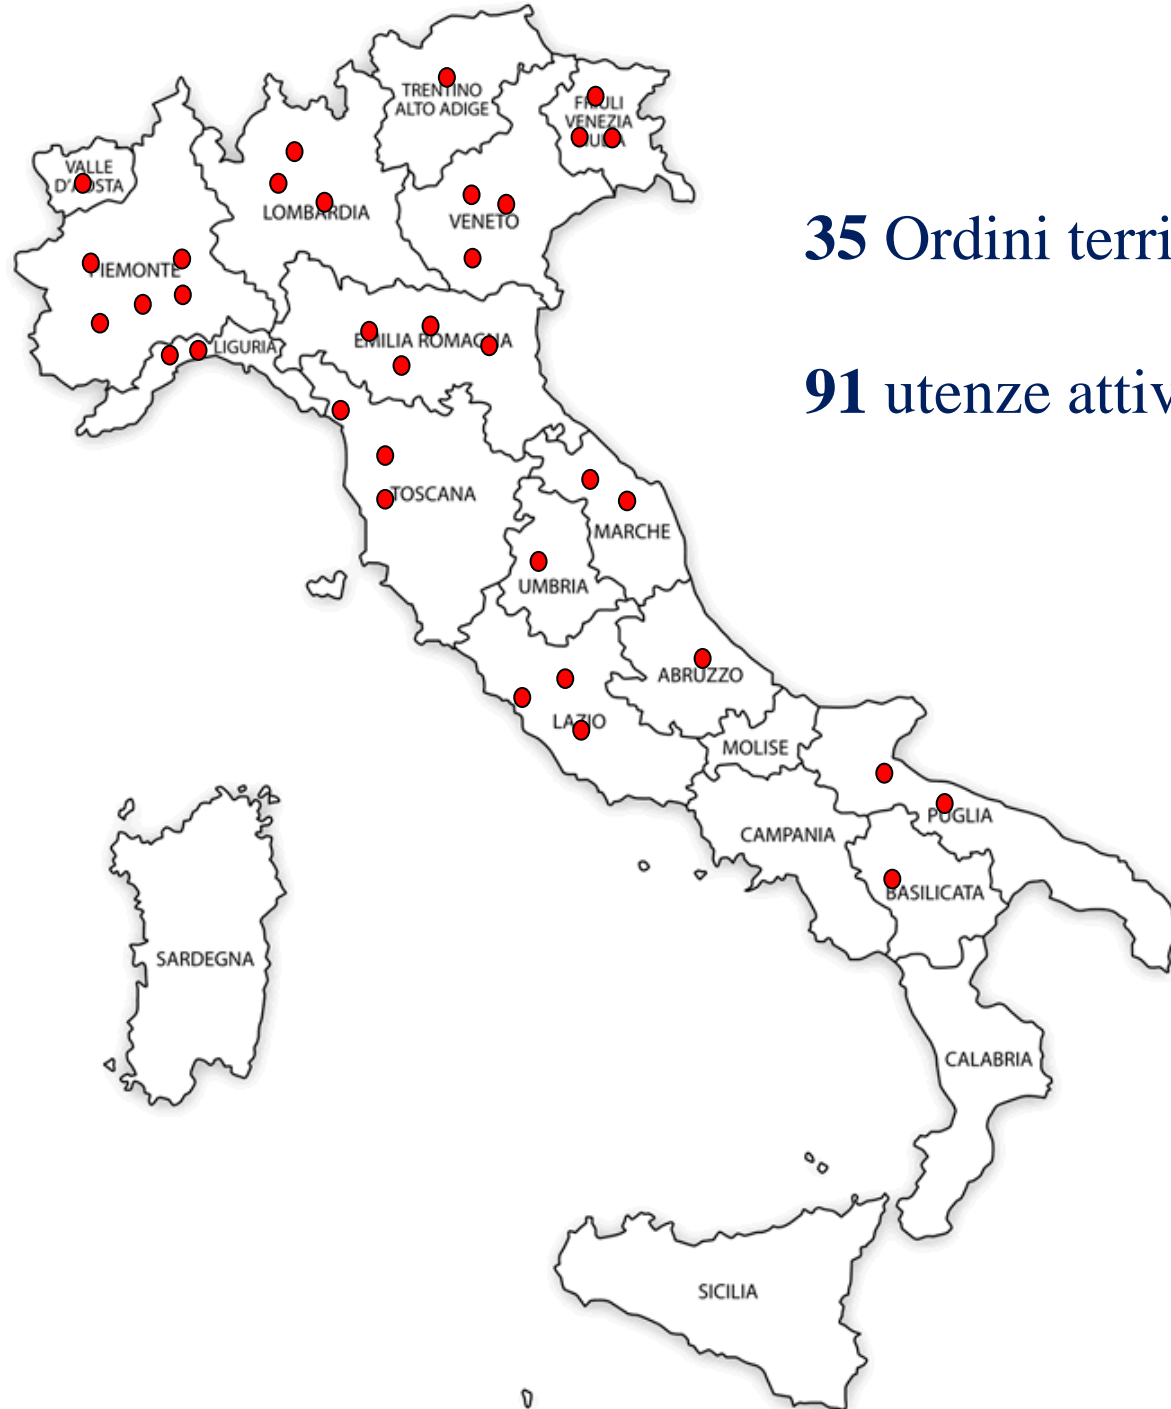 TRENTINO
ALTO ADIGE
FRIULI
VENEZIA
GIULIA
VALLE
D'AOSTA
LOMBARDIA
VENETO
35 Ordini terri
PIEMONTE
EMILIA ROMAGNA
LIGURIA
91 utenze attiv
TOSCANA
MARCHE
UMBRIA
ABRUZZO
LAZIO
MOLISE
PUGLIA
CAMPANIA
BASILICATA
SARDEGNA
CALABRIA
SICILIA